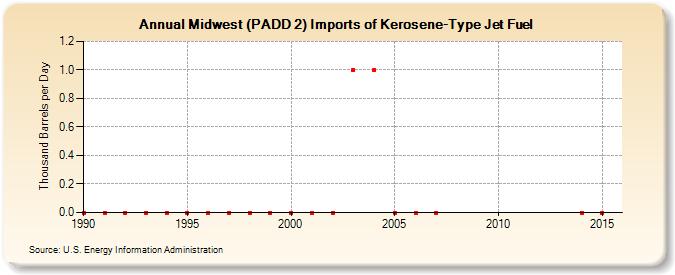 Annual Midwest (PADD 2) Imports of Kerosene-Type Jet Fuel
Thousand Barrels per Day
1.2
1.0
0.8
0.6
0.4
0.2
0.0
1990 1995 2000 2005 2010 2015
Source: U.S. Energy Information Administration